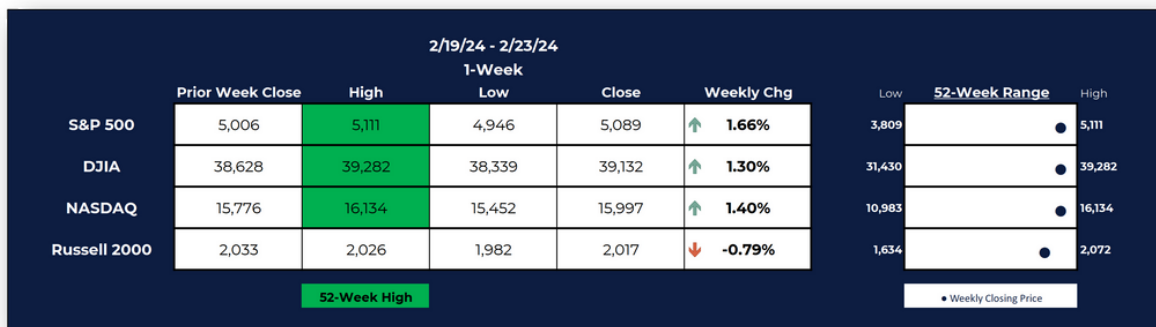 2/19/24 - 2/23/24
1-Week
Prior Week Close High Low Close Weekly Chg Low 52-Week Range High
S&P 500 5,006 5,111 4,946 5,089 1.66% 3,809 5,111
DJIA 38,628 39,282 38,339 39,132 1.30% 31,430 39,282
NASDAQ 15,776 16,134 15,452 15,997 1.40% 10,983 16,134
Russell 2000 2,033 2,026 1,982 2,017 -0.79% 1,634 2,072
52-Week High • Weekly Closing Price